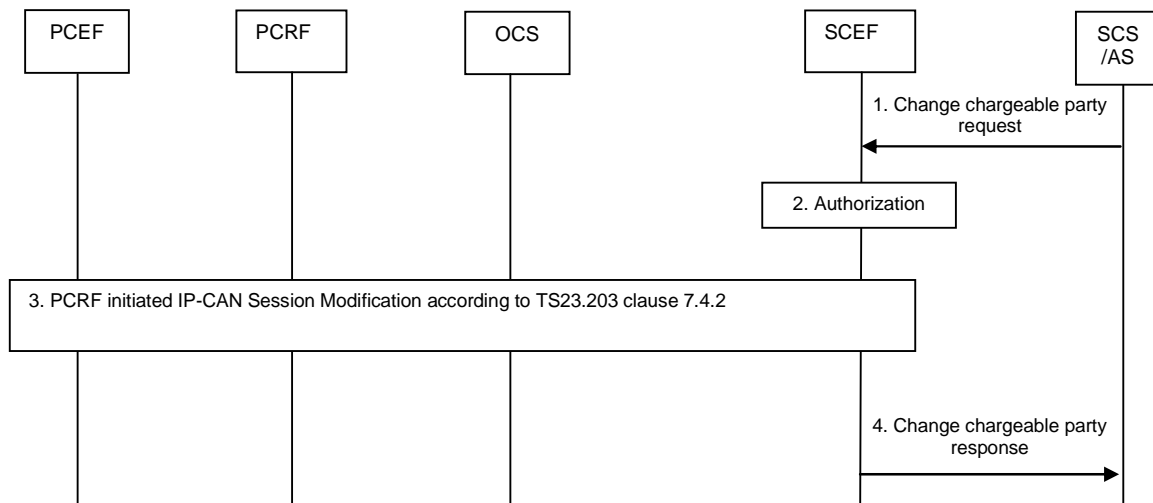 PCEF
PCRF
OCS
SCEF
SCS
/AS
1. Change chargeable party
request
2. Authorization
3. PCRF initiated IP-CAN Session Modification according to TS23.203 clause 7.4.2
4. Change chargeable party
response